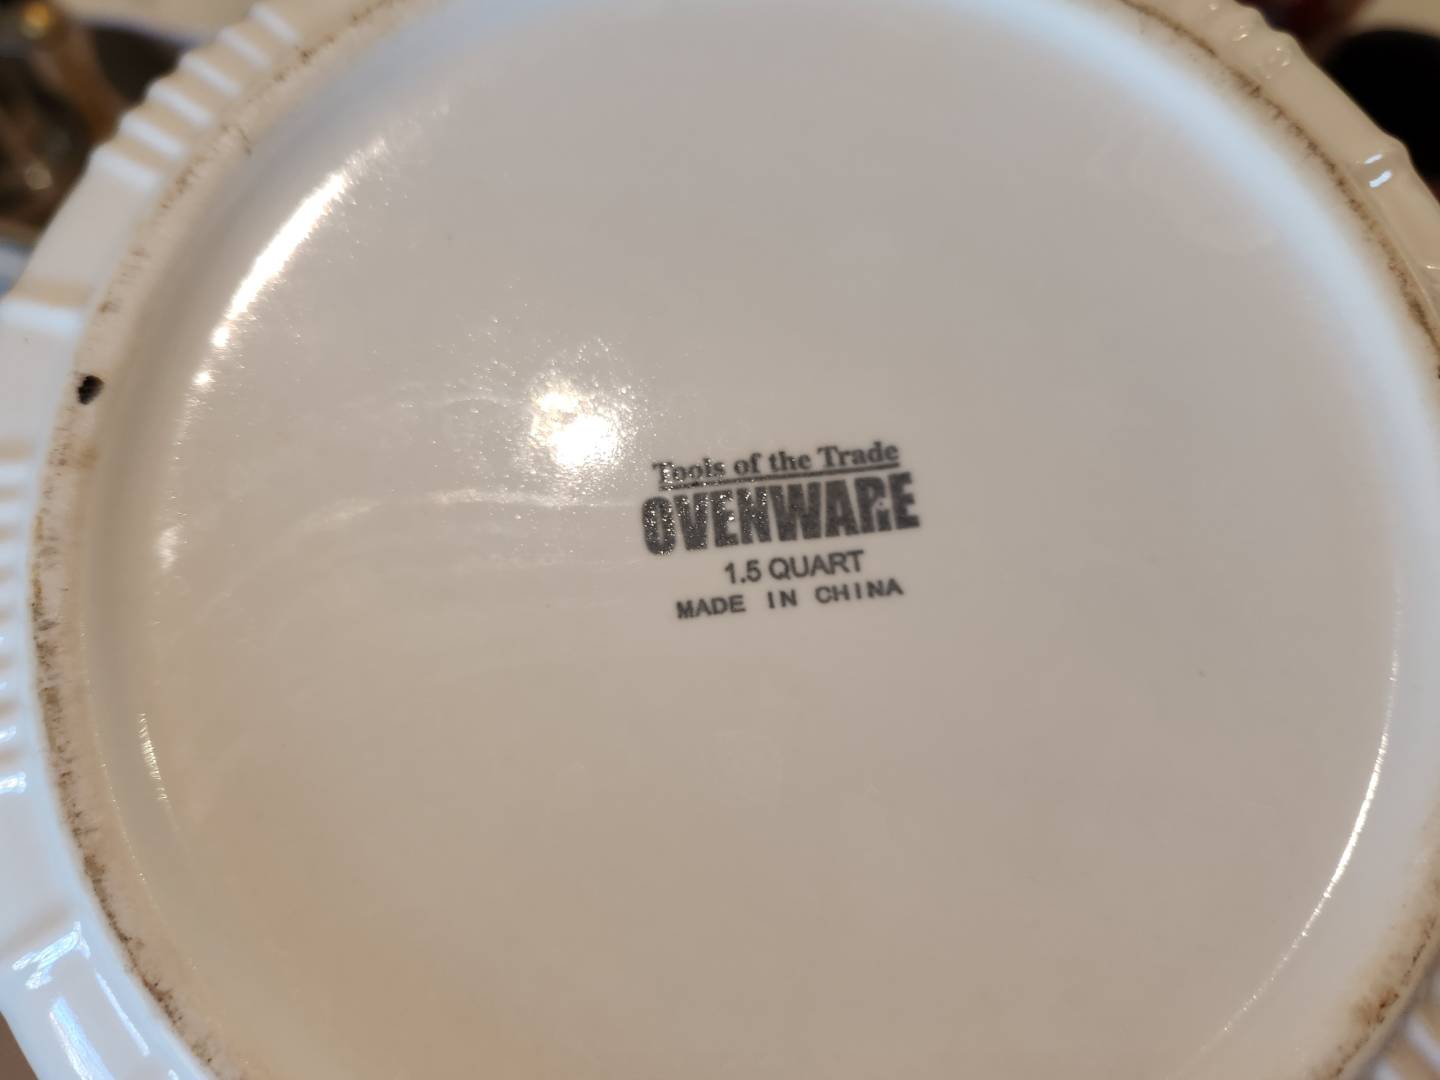 Tools of the Trade
OVENWARE
1.5 QUART
MADE IN CHINA